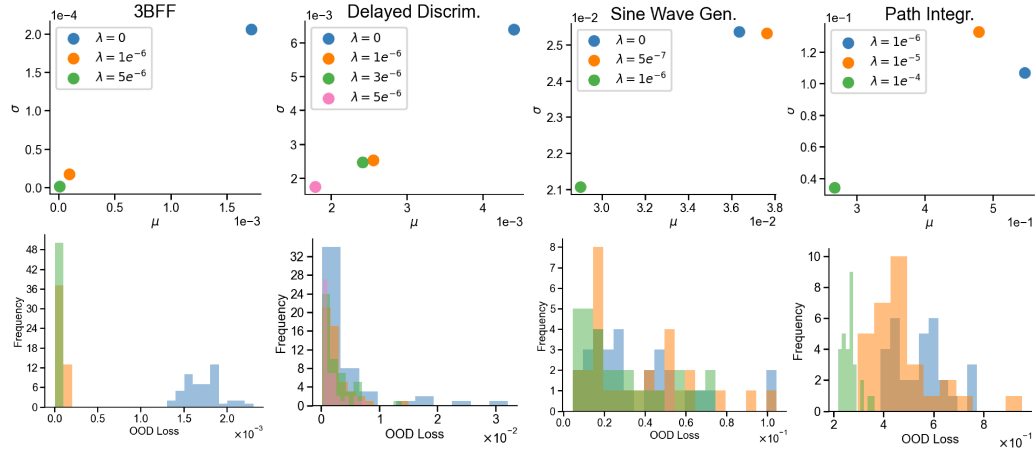 3BFF
1e−4
2.0
1.5
1.0
0.5
0.0
σ
λ = 0
λ = 1e⁻⁶
λ = 5e⁻⁶
0.0 0.5 1.0 1.5
μ
1e−3
Delayed Discrim.
1e−3
6
5
4
3
2
σ
λ = 0
λ = 1e⁻⁶
λ = 3e⁻⁶
λ = 5e⁻⁶
2 3 4
μ
1e−3
Sine Wave Gen.
1e−2
2.5
2.4
2.3
2.2
2.1
σ
λ = 0
λ = 5e⁻⁷
λ = 1e⁻⁶
3.0 3.2 3.4 3.6 3.8
μ
1e−2
Path Integr.
1e−1
1.2
1.0
0.8
0.6
0.4
σ
λ = 1e⁻⁶
λ = 1e⁻⁵
λ = 1e⁻⁴
3 4 5
μ
1e−1
Frequency
48
42
36
30
24
18
12
6
0
0.0 0.5 1.0 1.5 2.0
OOD Loss
×10⁻³
Frequency
32
28
24
20
16
12
8
4
0
0 1 2 3
OOD Loss
×10⁻²
Frequency
8
7
6
5
4
3
2
1
0
0.0 0.2 0.4 0.6 0.8 1.0
OOD Loss
×10⁻¹
Frequency
10
8
6
4
2
0
2 4 6 8
OOD Loss
×10⁻¹